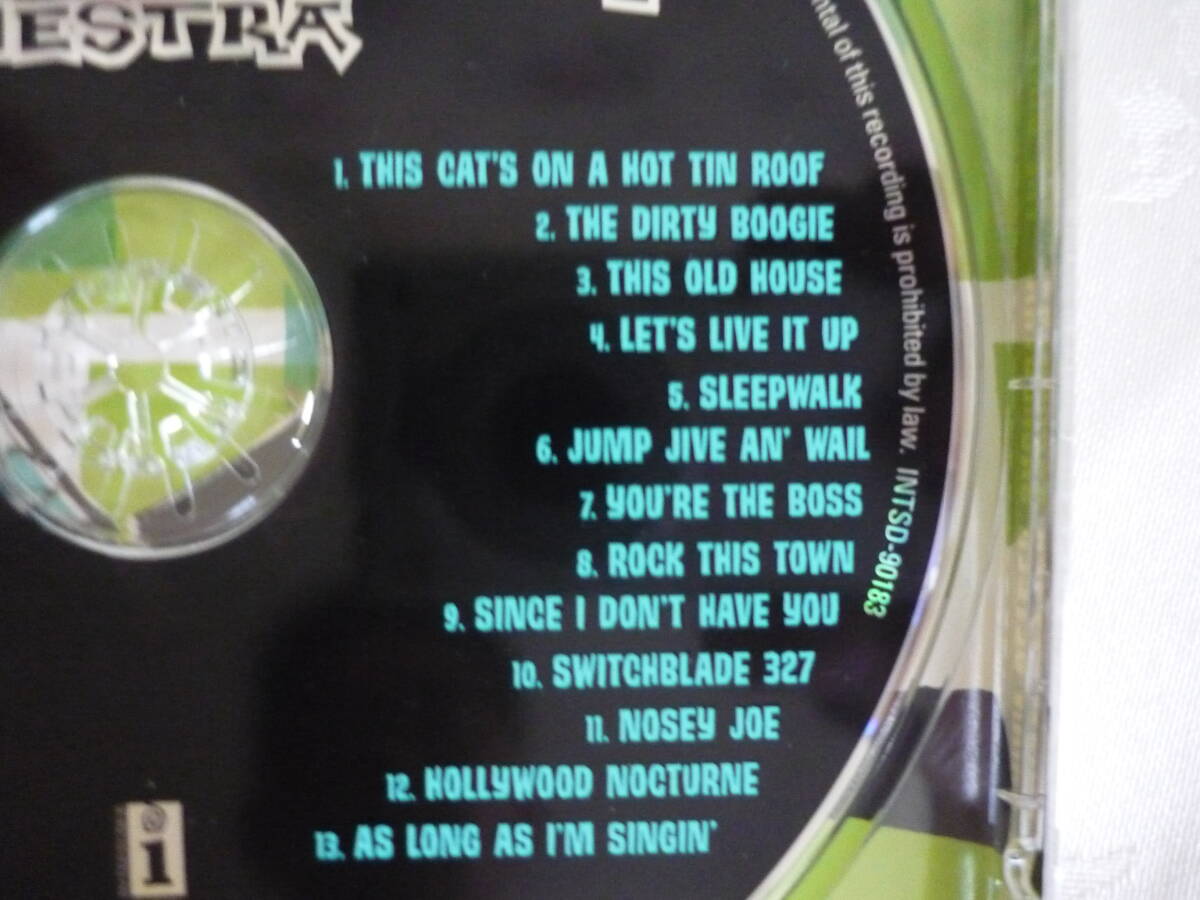 ESTRA
1. THIS CAT'S ON A HOT TIN ROOF
2. THE DIRTY BOOGIE
3. THIS OLD HOUSE
4. LET'S LIVE IT UP
5. SLEEPWALK
6. JUMP JIVE AN' WAIL
7. YOU'RE THE BOSS
8. ROCK THIS TOWN
9. SINCE I DON'T HAVE YOU
10. SWITCHBLADE 327
11. NOSEY JOE
12. HOLLYWOOD NOCTURNE
13. AS LONG AS I'M SINGIN'
of this recording is prohibited by law. INTSD-90183
i